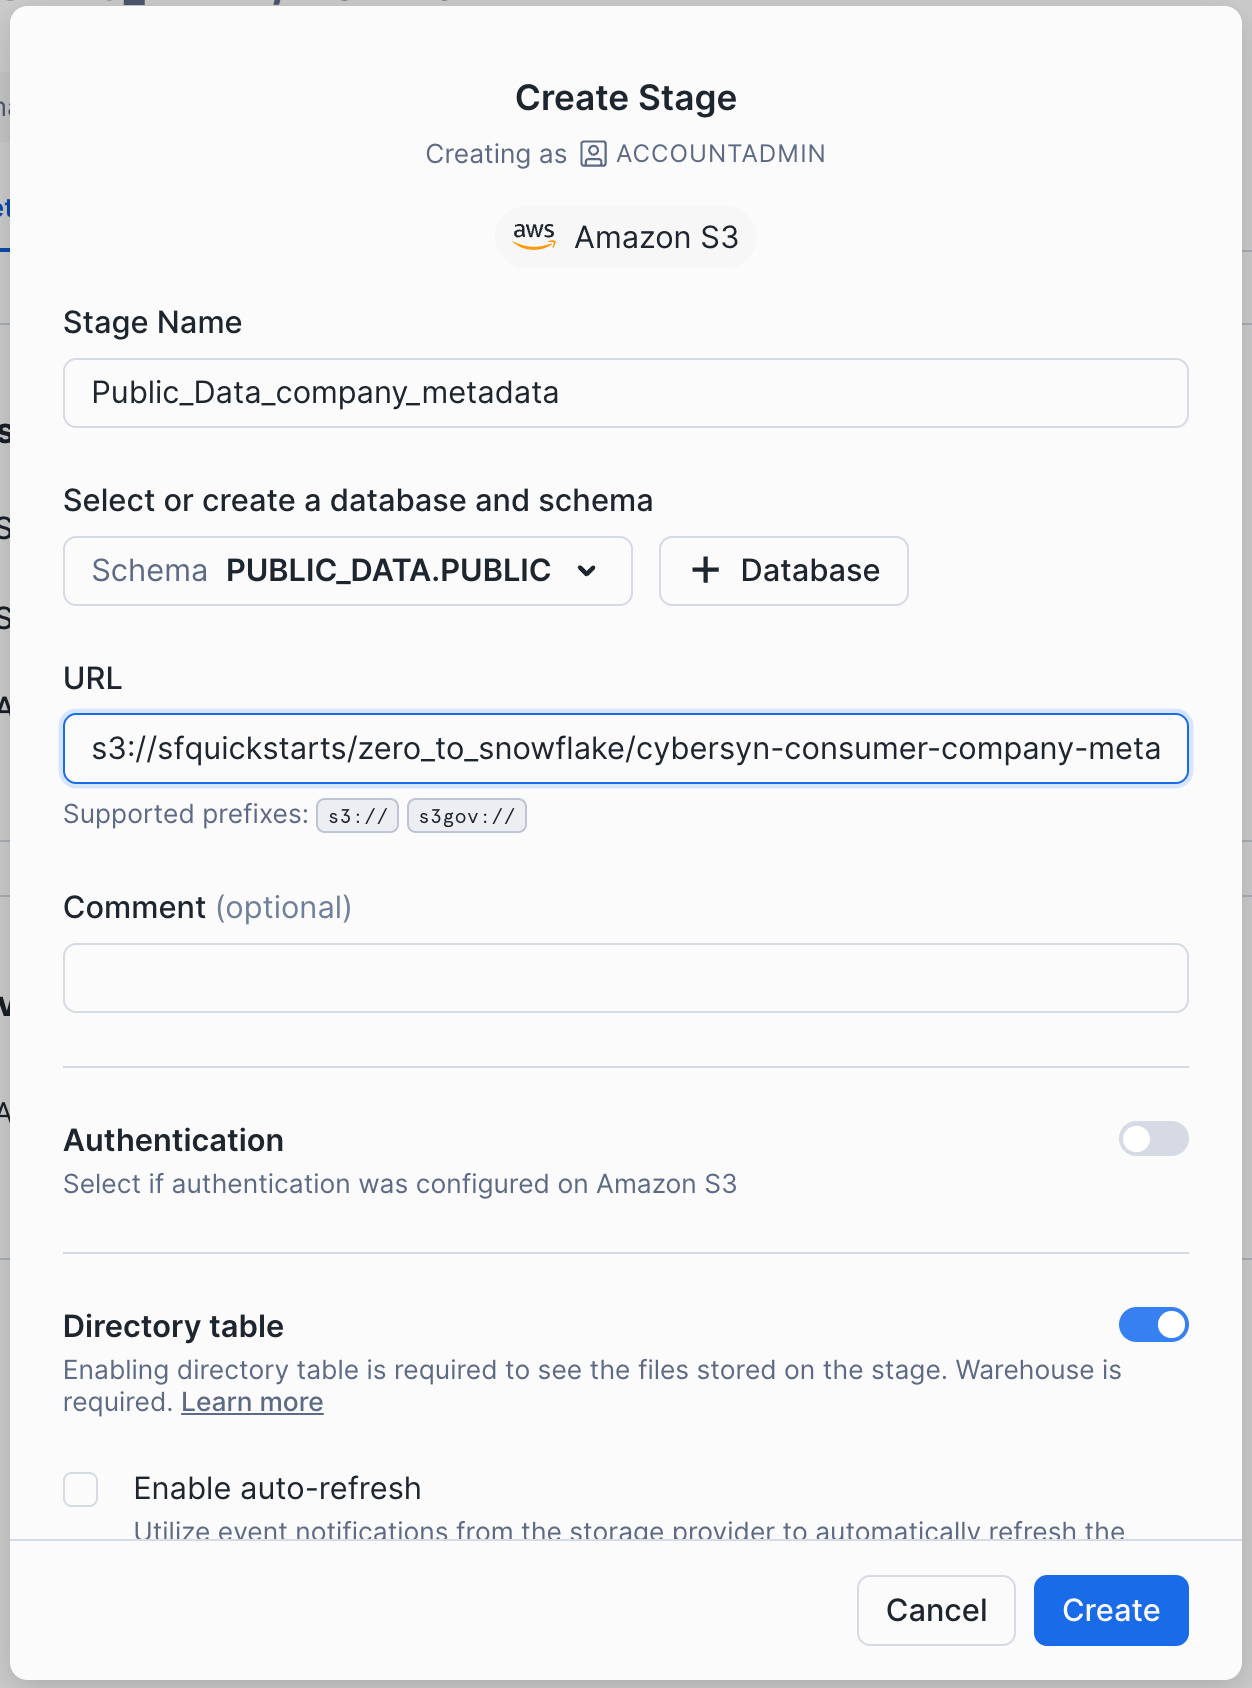 Create Stage
Creating as ACCOUNTADMIN
aws Amazon S3
Stage Name
Public_Data_company_metadata
Select or create a database and schema
Schema PUBLIC_DATA.PUBLIC
+ Database
URL
s3://sfquickstarts/zero_to_snowflake/cybersyn-consumer-company-meta
Supported prefixes: s3:// s3gov://
Comment (optional)
Authentication
Select if authentication was configured on Amazon S3
Directory table
Enabling directory table is required to see the files stored on the stage. Warehouse is
required. Learn more
Enable auto-refresh
Utilize event notifications from the storage provider to automatically refresh the
Cancel
Create